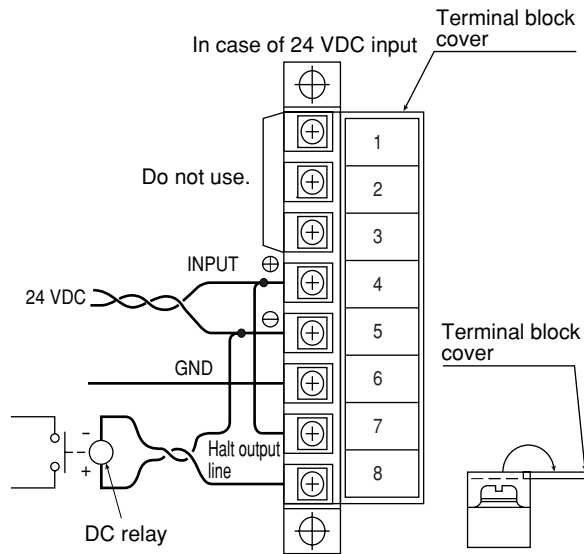 Terminal block
cover
In case of 24 VDC input
1
Do not use.
2
3
INPUT
⊕
4
24 VDC
⊖
5
Terminal block
cover
GND
6
7
−
Halt output
line
+
8
DC relay